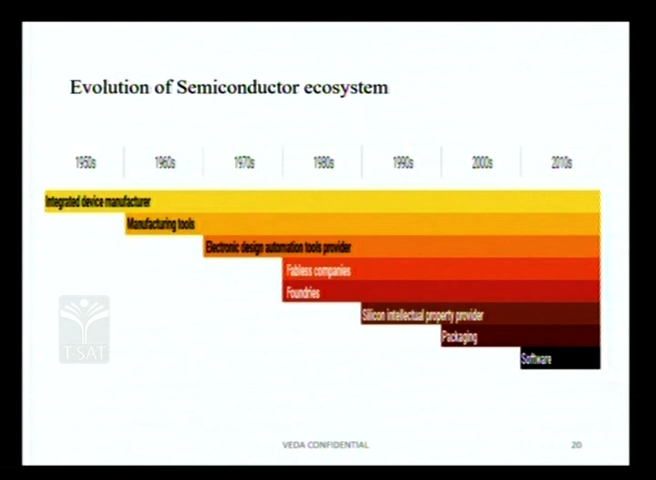 Evolution of Semiconductor ecosystem
1950s 1960s 1970s 1980s 1990s 2000s 2010s
Integrated device manufacturer
Manufacturing tools
Electronic design automation tools provider
Fabless companies
Foundries
Silicon intellectual property provider
Packaging
Software
T-SAT
VEDA CONFIDENTIAL 20